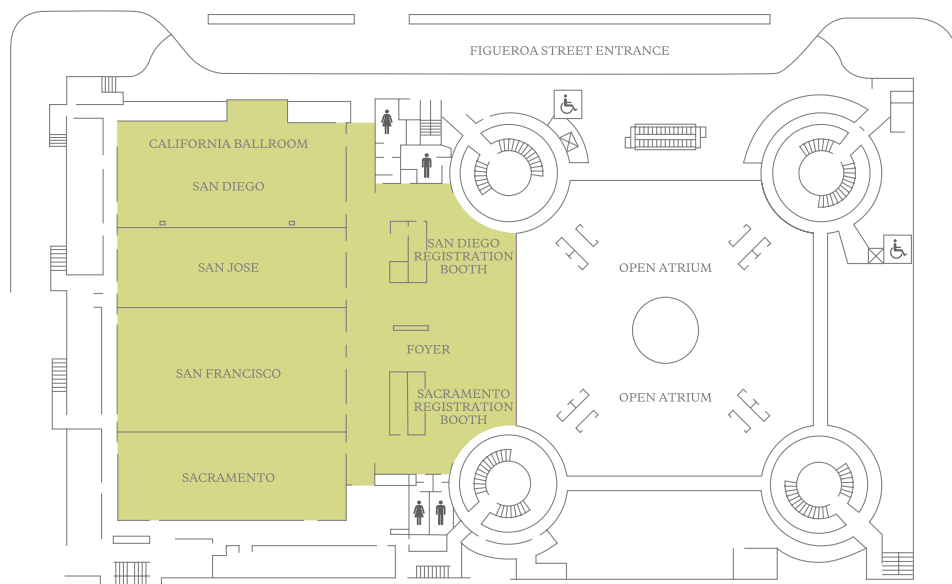 FIGUEROA STREET ENTRANCE
CALIFORNIA BALLROOM
SAN DIEGO
SAN JOSE
SAN FRANCISCO
SACRAMENTO
SAN DIEGO
REGISTRATION
BOOTH
FOYER
SACRAMENTO
REGISTRATION
BOOTH
OPEN ATRIUM
OPEN ATRIUM